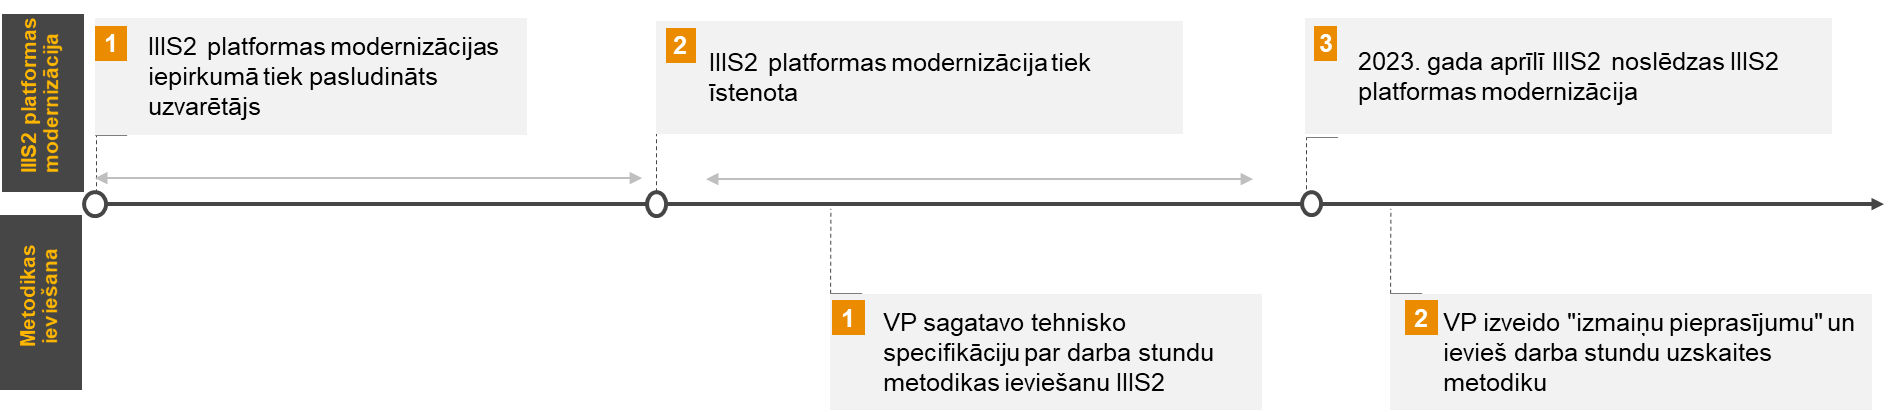 IIIS2 platformas
modernizācija
1
IIIS2 platformas modernizācijas
iepirkumā tiek pasludināts
uzvarētājs
2
IIIS2 platformas modernizācija tiek
īstenota
3
2023. gada aprīlī IIIS2 noslēdzas IIIS2
platformas modernizācija
Metodikas
ieviešana
1
VP sagatavo tehnisko
specifikāciju par darba stundu
metodikas ieviešanu IIIS2
2
VP izveido "izmaiņu pieprasījumu" un
ievieš darba stundu uzskaites
metodiku